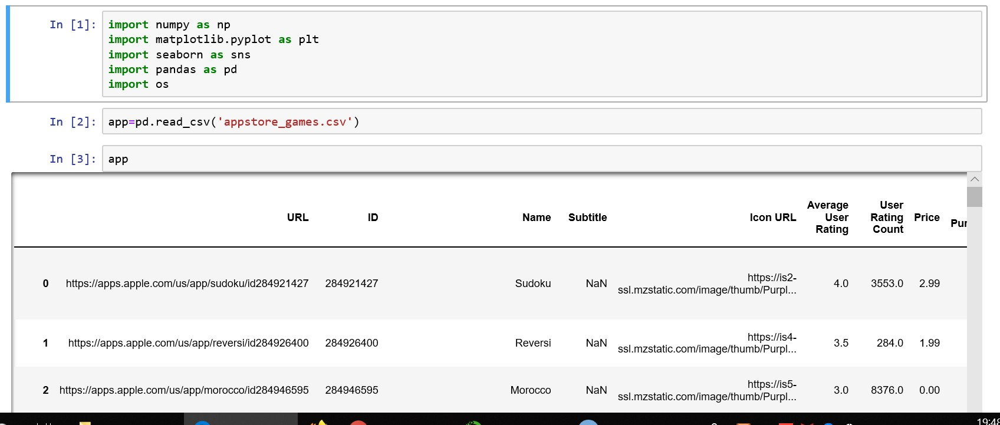 In [1]: import numpy as np
import matplotlib.pyplot as plt
import seaborn as sns
import pandas as pd
import os
In [2]: app=pd.read_csv('appstore_games.csv')
In [3]: app
URL ID Name Subtitle Icon URL Average User Rating User Rating Count Price
0 https://apps.apple.com/us/app/sudoku/id284921427 284921427 Sudoku NaN https://is2-
ssl.mzstatic.com/image/thumb/Purpl... 4.0 3553.0 2.99
1 https://apps.apple.com/us/app/reversi/id284926400 284926400 Reversi NaN https://is4-
ssl.mzstatic.com/image/thumb/Purpl... 3.5 284.0 1.99
2 https://apps.apple.com/us/app/morocco/id284946595 284946595 Morocco NaN https://is5-
ssl.mzstatic.com/image/thumb/Purpl... 3.0 8376.0 0.00